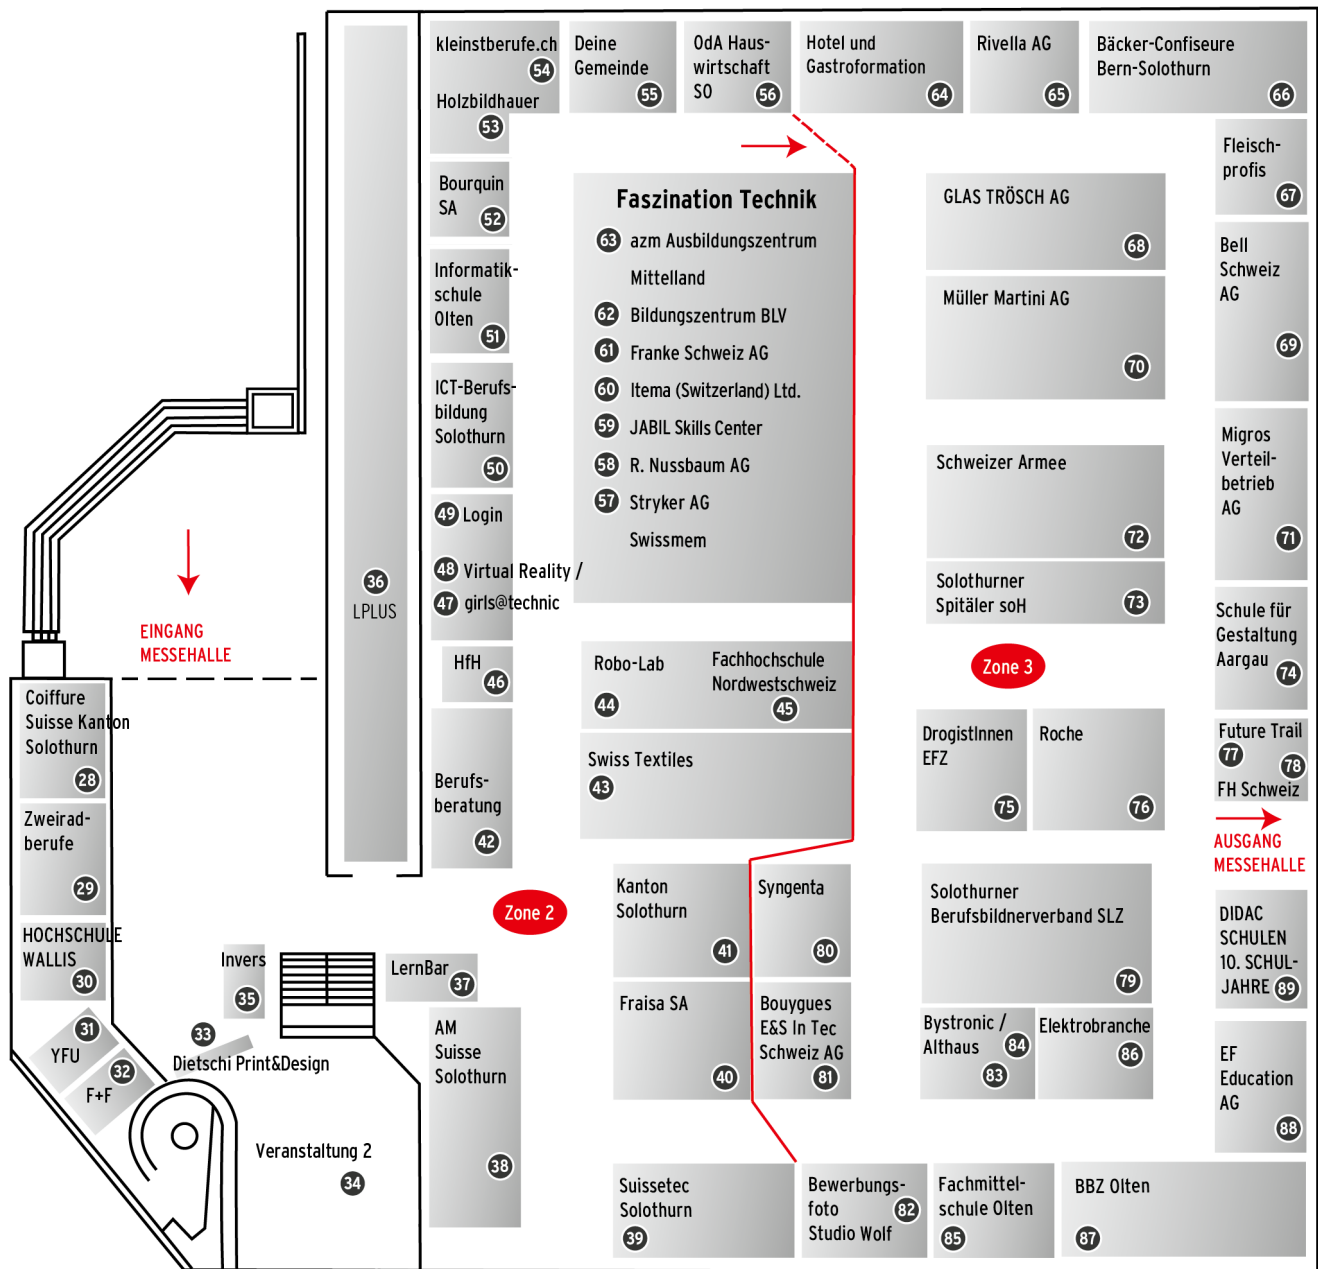 kleinstberufe.ch
54
Holzbildhauer
53
Deine
Gemeinde
55
OdA Haus-
wirtschaft
SO
56
Hotel und
Gastroformation
64
Rivella AG
65
Bäcker-Confiseure
Bern-Solothurn
66
Fleisch-
profis
67
Bourquin
SA
52
Faszination Technik
63 azm Ausbildungszentrum
Mittelland
62 Bildungszentrum BLV
61 Franke Schweiz AG
60 Itema (Switzerland) Ltd.
59 JABIL Skills Center
58 R. Nussbaum AG
57 Stryker AG
Swissmem
GLAS TRÖSCH AG
68
Bell
Schweiz
AG
69
Informatik-
schule
Olten
51
Müller Martini AG
70
ICT-Berufs-
bildung
Solothurn
50
Migros
Verteil-
betrieb
AG
71
Schweizer Armee
72
49 Login
48 Virtual Reality /
47 girls@technic
36
LPLUS
Solothurner
Spitäler soH
73
Schule für
Gestaltung
Aargau
74
EINGANG
MESSEHALLE
HfH
46
Robo-Lab
44
Fachhochschule
Nordwestschweiz
45
Zone 3
Coiffure
Suisse Kanton
Solothurn
28
Berufs-
beratung
42
Swiss Textiles
43
DrogistInnen
EFZ
75
Roche
76
Future Trail
77
78
FH Schweiz
AUSGANG
MESSEHALLE
Zweirad-
berufe
29
Zone 2
Kanton
Solothurn
41
Syngenta
80
Solothurner
Berufsbildnerverband SLZ
79
DIDAC
SCHULEN
10. SCHUL-
JAHRE 89
HOCHSCHULE
WALLIS
30
Invers
35
LernBar
37
31
YFU
32
F+F
33
Dietschi Print&Design
AM
Suisse
Solothurn
38
Fraisa SA
40
Bouygues
E&S In Tec
Schweiz AG
81
Bystronic /
Althaus
84
83
Elektrobranche
86
EF
Education
AG
88
Veranstaltung 2
34
Suissetec
Solothurn
39
Bewerbungs-
foto
Studio Wolf
82
Fachmittel-
schule Olten
85
BBZ Olten
87